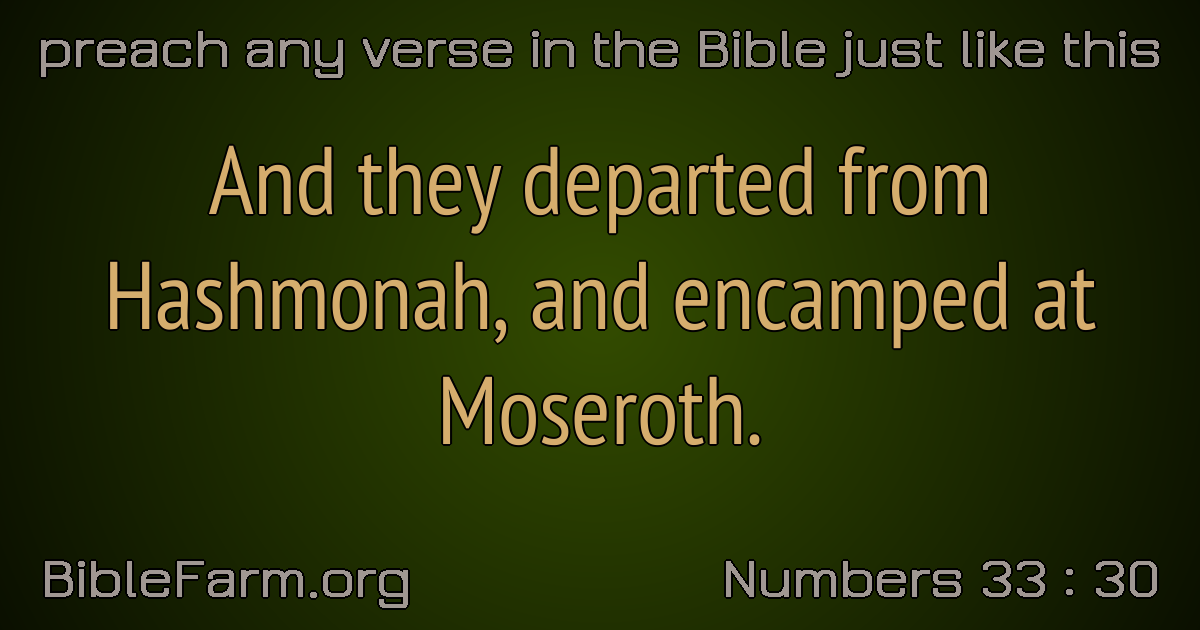 preach any verse in the Bible just like this
And they departed from
Hashmonah, and encamped at
Moseroth.
BibleFarm.org
Numbers 33 : 30